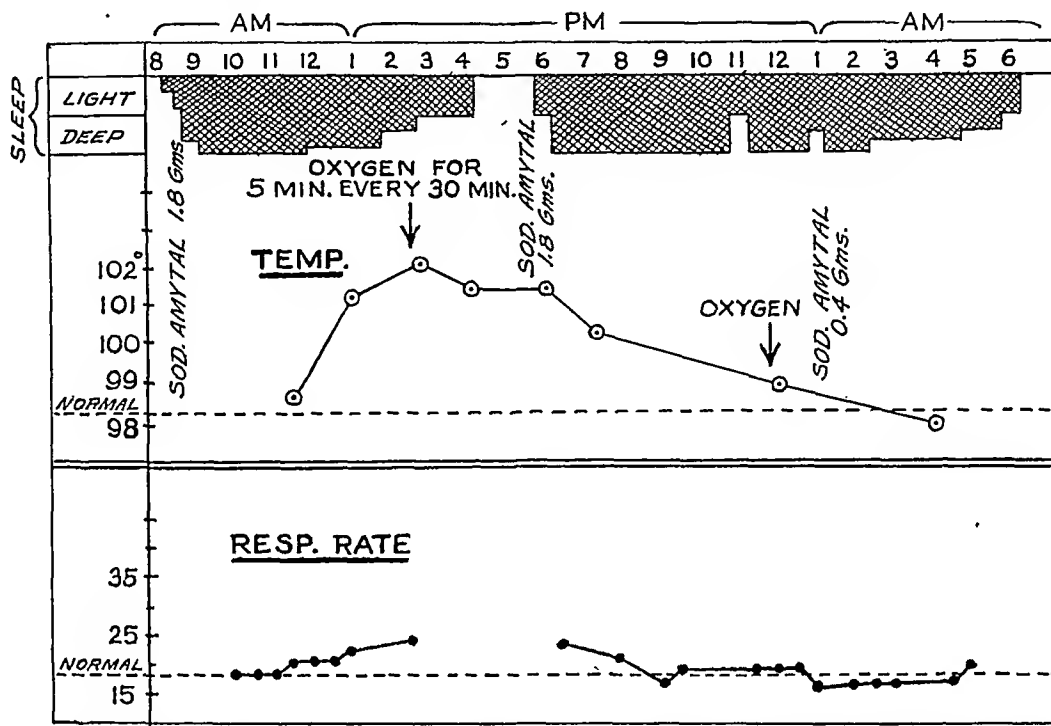 AM PM AM
8 9 10 11 12 1 2 3 4 5 6 7 8 9 10 11 12 1 2 3 4 5 6
SLEEP
LIGHT
DEEP
SOD. AMYTAL 1.8 Gms.
OXYGEN FOR
5 MIN. EVERY 30 MIN.
SOD. AMYTAL
1.8 Gms.
TEMP.
OXYGEN
SOD. AMYTAL
0.4 Gms.
102°
101
100
99
NORMAL
98
RESP. RATE
35
25
NORMAL
15